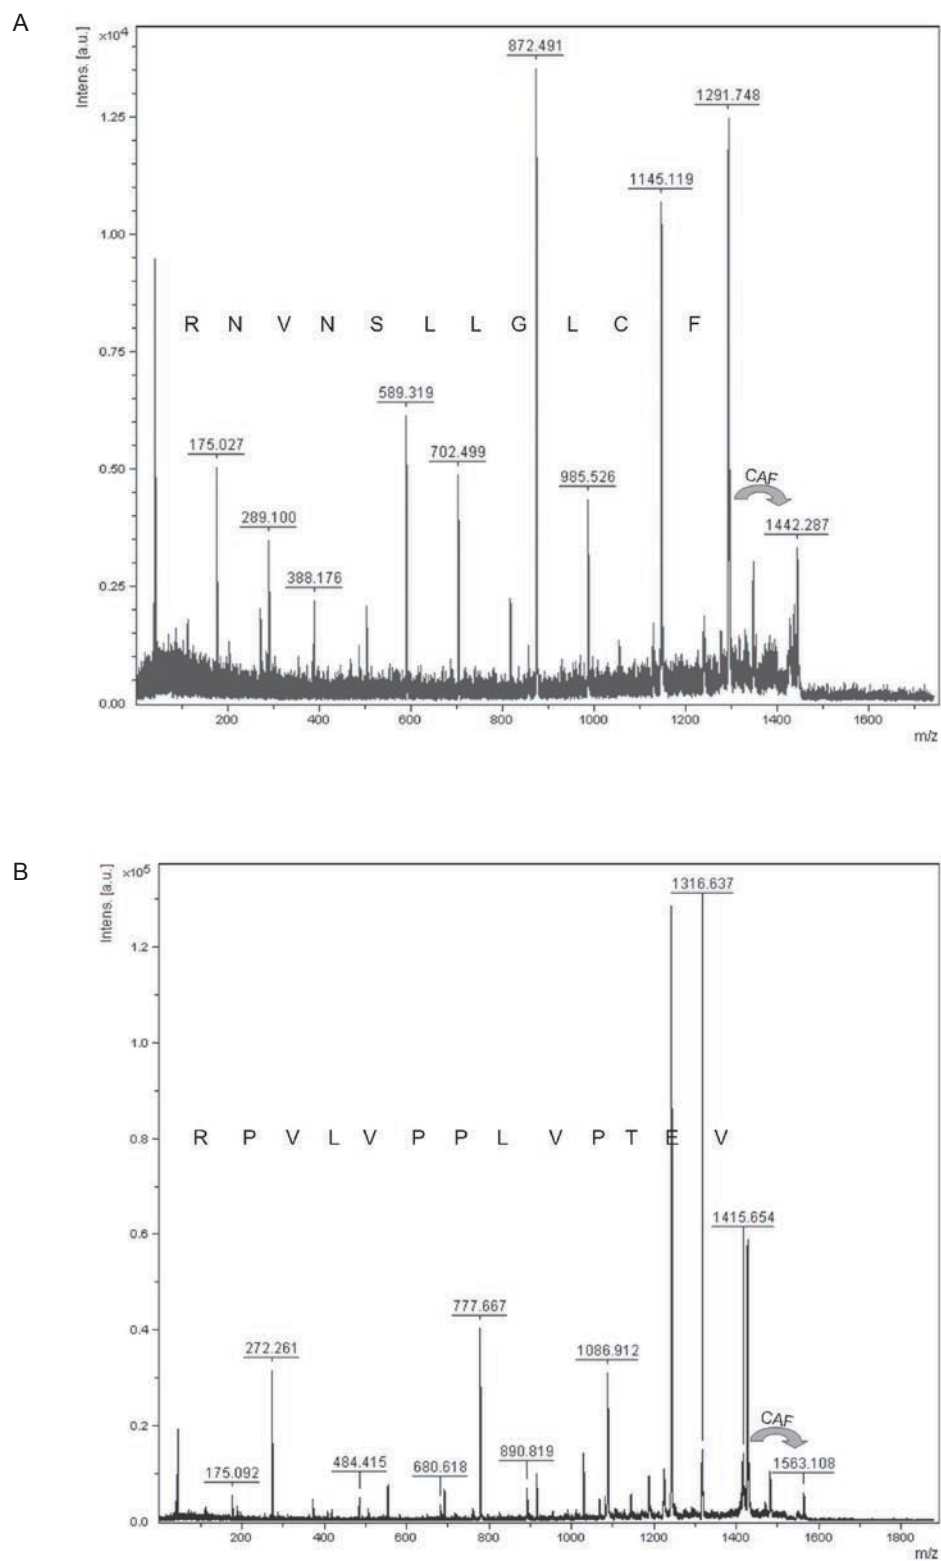 A
Intens. [a.u.]
x10⁴
872.491
1291.748
1.25
1145.119
1.00
R N V N S L L G L C F
0.75
589.319
175.027
702.499
0.50
985.526
CAF
289.100
1442.287
388.176
0.25
0.00
200 400 600 800 1000 1200 1400 1600
m/z
B
Intens. [a.u.]
x10⁵
1316.637
1.2
1.0
R P V L V P P L V P T E V
0.8
1415.654
0.6
777.667
0.4
272.261
1086.912
CAF
0.2
890.819
175.092
484.415
680.618
1563.108
0.0
200 400 600 800 1000 1200 1400 1600 1800
m/z